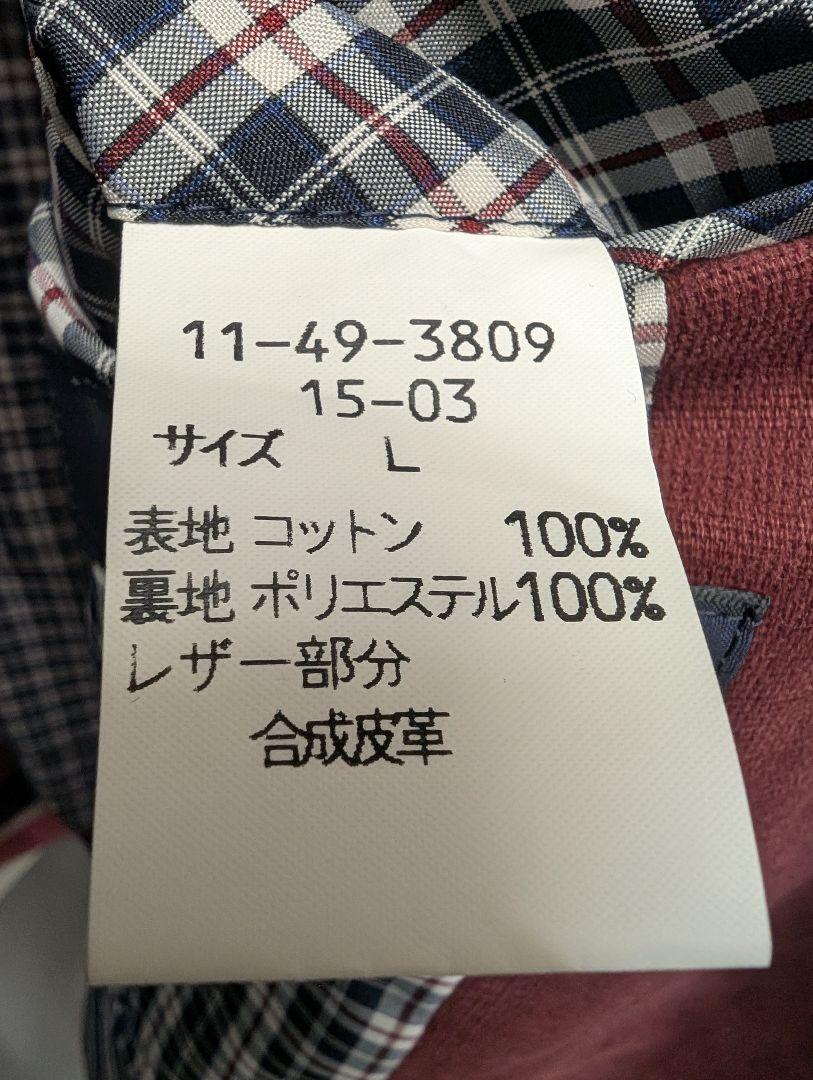 11-49-3809
15-03
サイズ L
表地 コットン 100%
裏地 ポリエステル100%
レザー部分
合成皮革